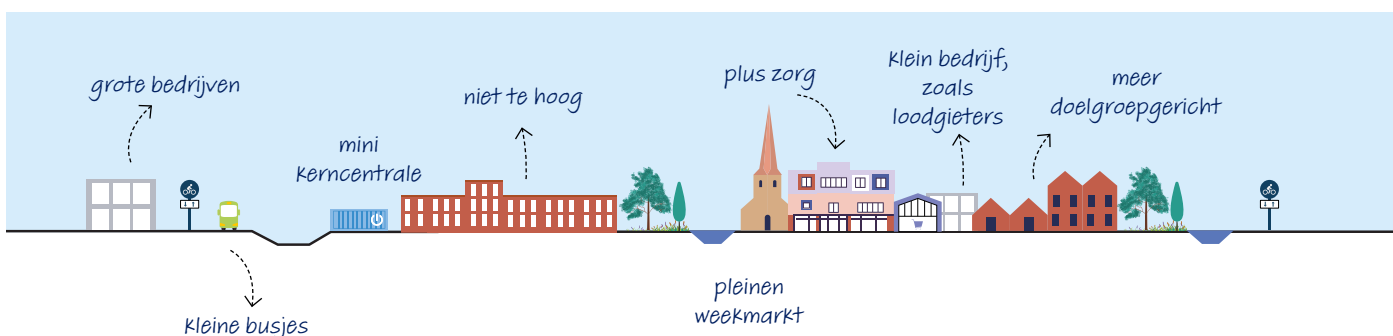 grote bedrijven
mini
kerncentrale
niet te hoog
plus zorg
Klein bedrijf,
zoals
loodgieters
meer
doelgroepgericht
kleine busjes
pleinen
weekmarkt